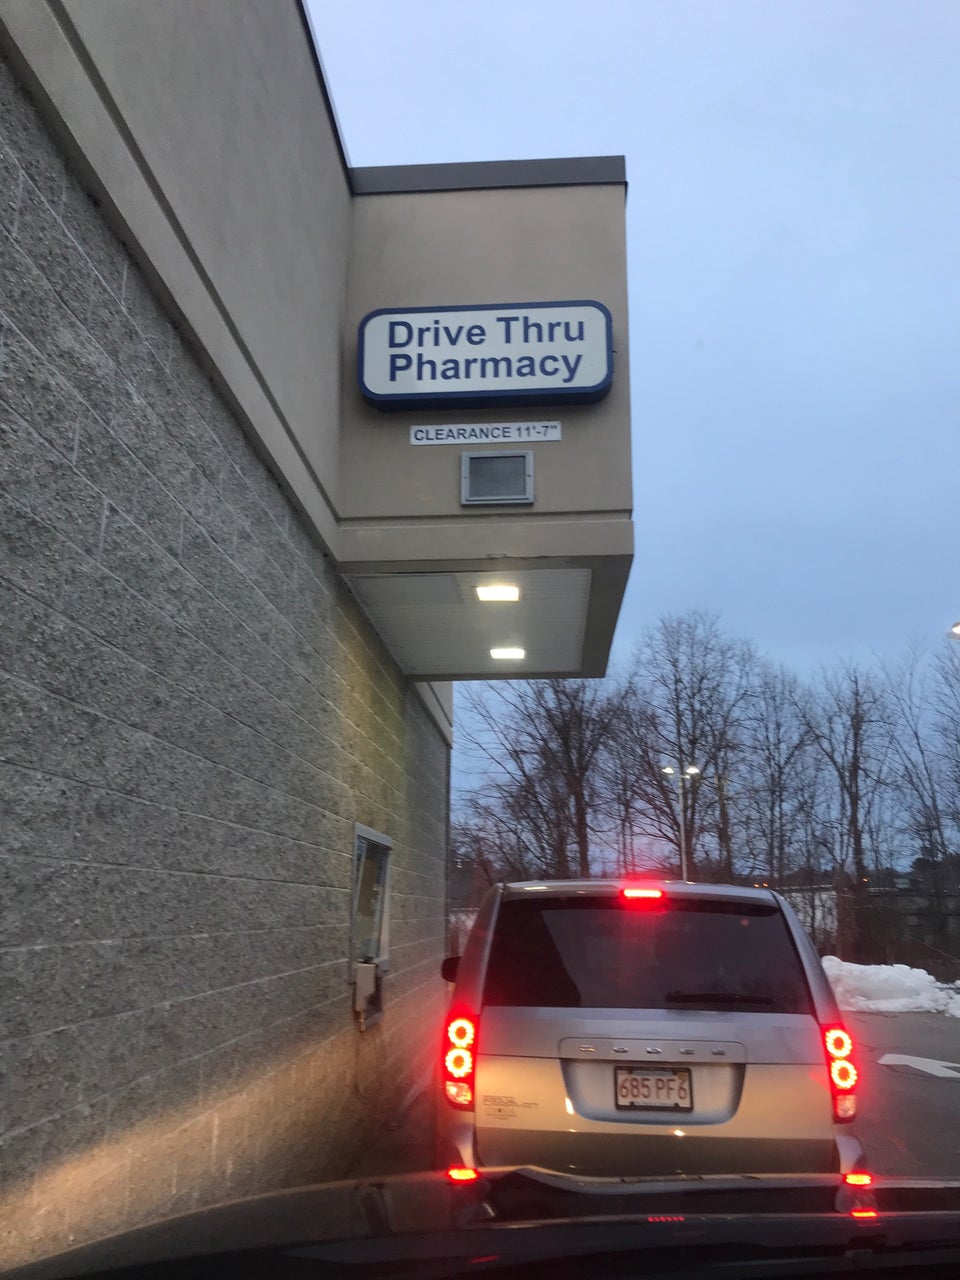 Drive Thru
Pharmacy
CLEARANCE 11'-7"
DODGE
685 PF6